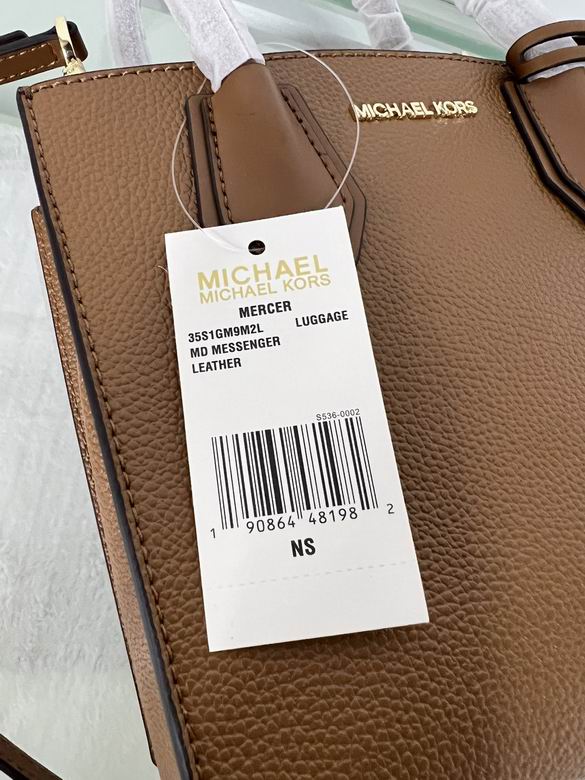 MICHAEL KORS
MICHAEL
MICHAEL KORS
MERCER
35S1GM9M2L LUGGAGE
MD MESSENGER
LEATHER
S536-0002
1 90864 48198 2
NS